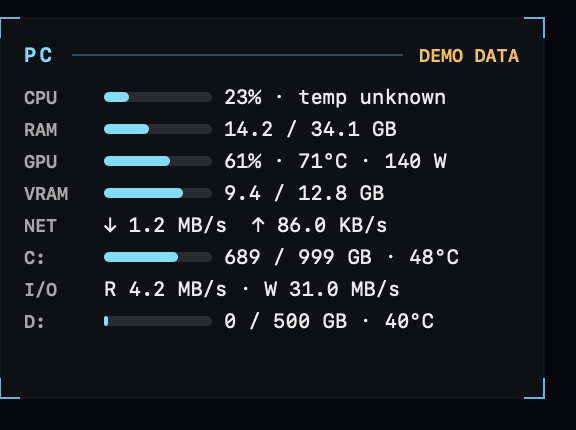 PC DEMO DATA
CPU 23% · temp unknown
RAM 14.2 / 34.1 GB
GPU 61% · 71°C · 140 W
VRAM 9.4 / 12.8 GB
NET ↓ 1.2 MB/s ↑ 86.0 KB/s
C: 689 / 999 GB · 48°C
I/O R 4.2 MB/s · W 31.0 MB/s
D: 0 / 500 GB · 40°C